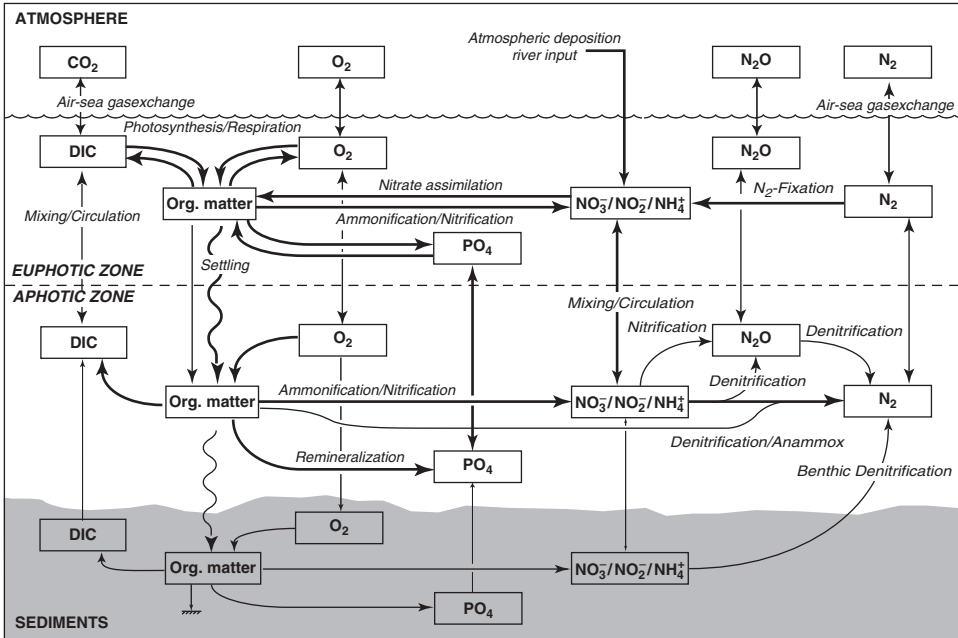 ATMOSPHERE
CO₂
O₂
Atmospheric deposition
river input
N₂O
N₂
Air-sea gasexchange
Air-sea gasexchange
Photosynthesis/Respiration
DIC
O₂
N₂O
Nitrate assimilation
N₂-Fixation
Org. matter
NO₃⁻/NO₂⁻/NH₄⁺
N₂
Mixing/Circulation
Ammonification/Nitrification
PO₄
Settling
EUPHOTIC ZONE
APHOTIC ZONE
Mixing/Circulation
DIC
O₂
Nitrification
N₂O
Denitrification
Ammonification/Nitrification
Denitrification
Org. matter
NO₃⁻/NO₂⁻/NH₄⁺
N₂
Denitrification/Anammox
Remineralization
PO₄
Benthic Denitrification
DIC
O₂
Org. matter
NO₃⁻/NO₂⁻/NH₄⁺
PO₄
SEDIMENTS